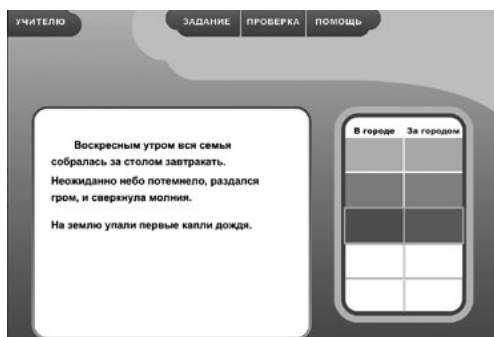 УЧИТЕЛЮ
ЗАДАНИЕ ПРОВЕРКА ПОМОЩЬ
Воскресным утром вся семья
собралась за столом завтракать.
Неожиданно небо потемнело, раздался
гром, и сверкнула молния.
На землю упали первые капли дождя.
В городе За городом